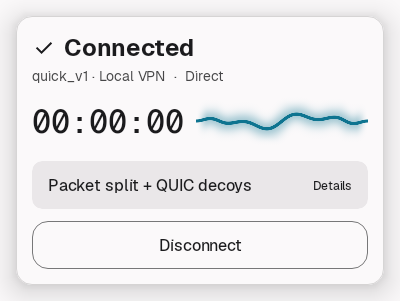 ✓ Connected
quick_v1 · Local VPN · Direct
00:00:00
Packet split + QUIC decoys Details
Disconnect